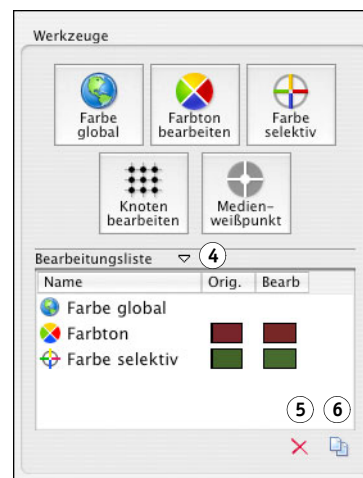 Werkzeuge
Farbe global
Farbton bearbeiten
Farbe selektiv
Knoten bearbeiten
Medien-weißpunkt
Bearbeitungsliste 4
Name Orig. Bearb
Farbe global
Farbton
Farbe selektiv
5 6